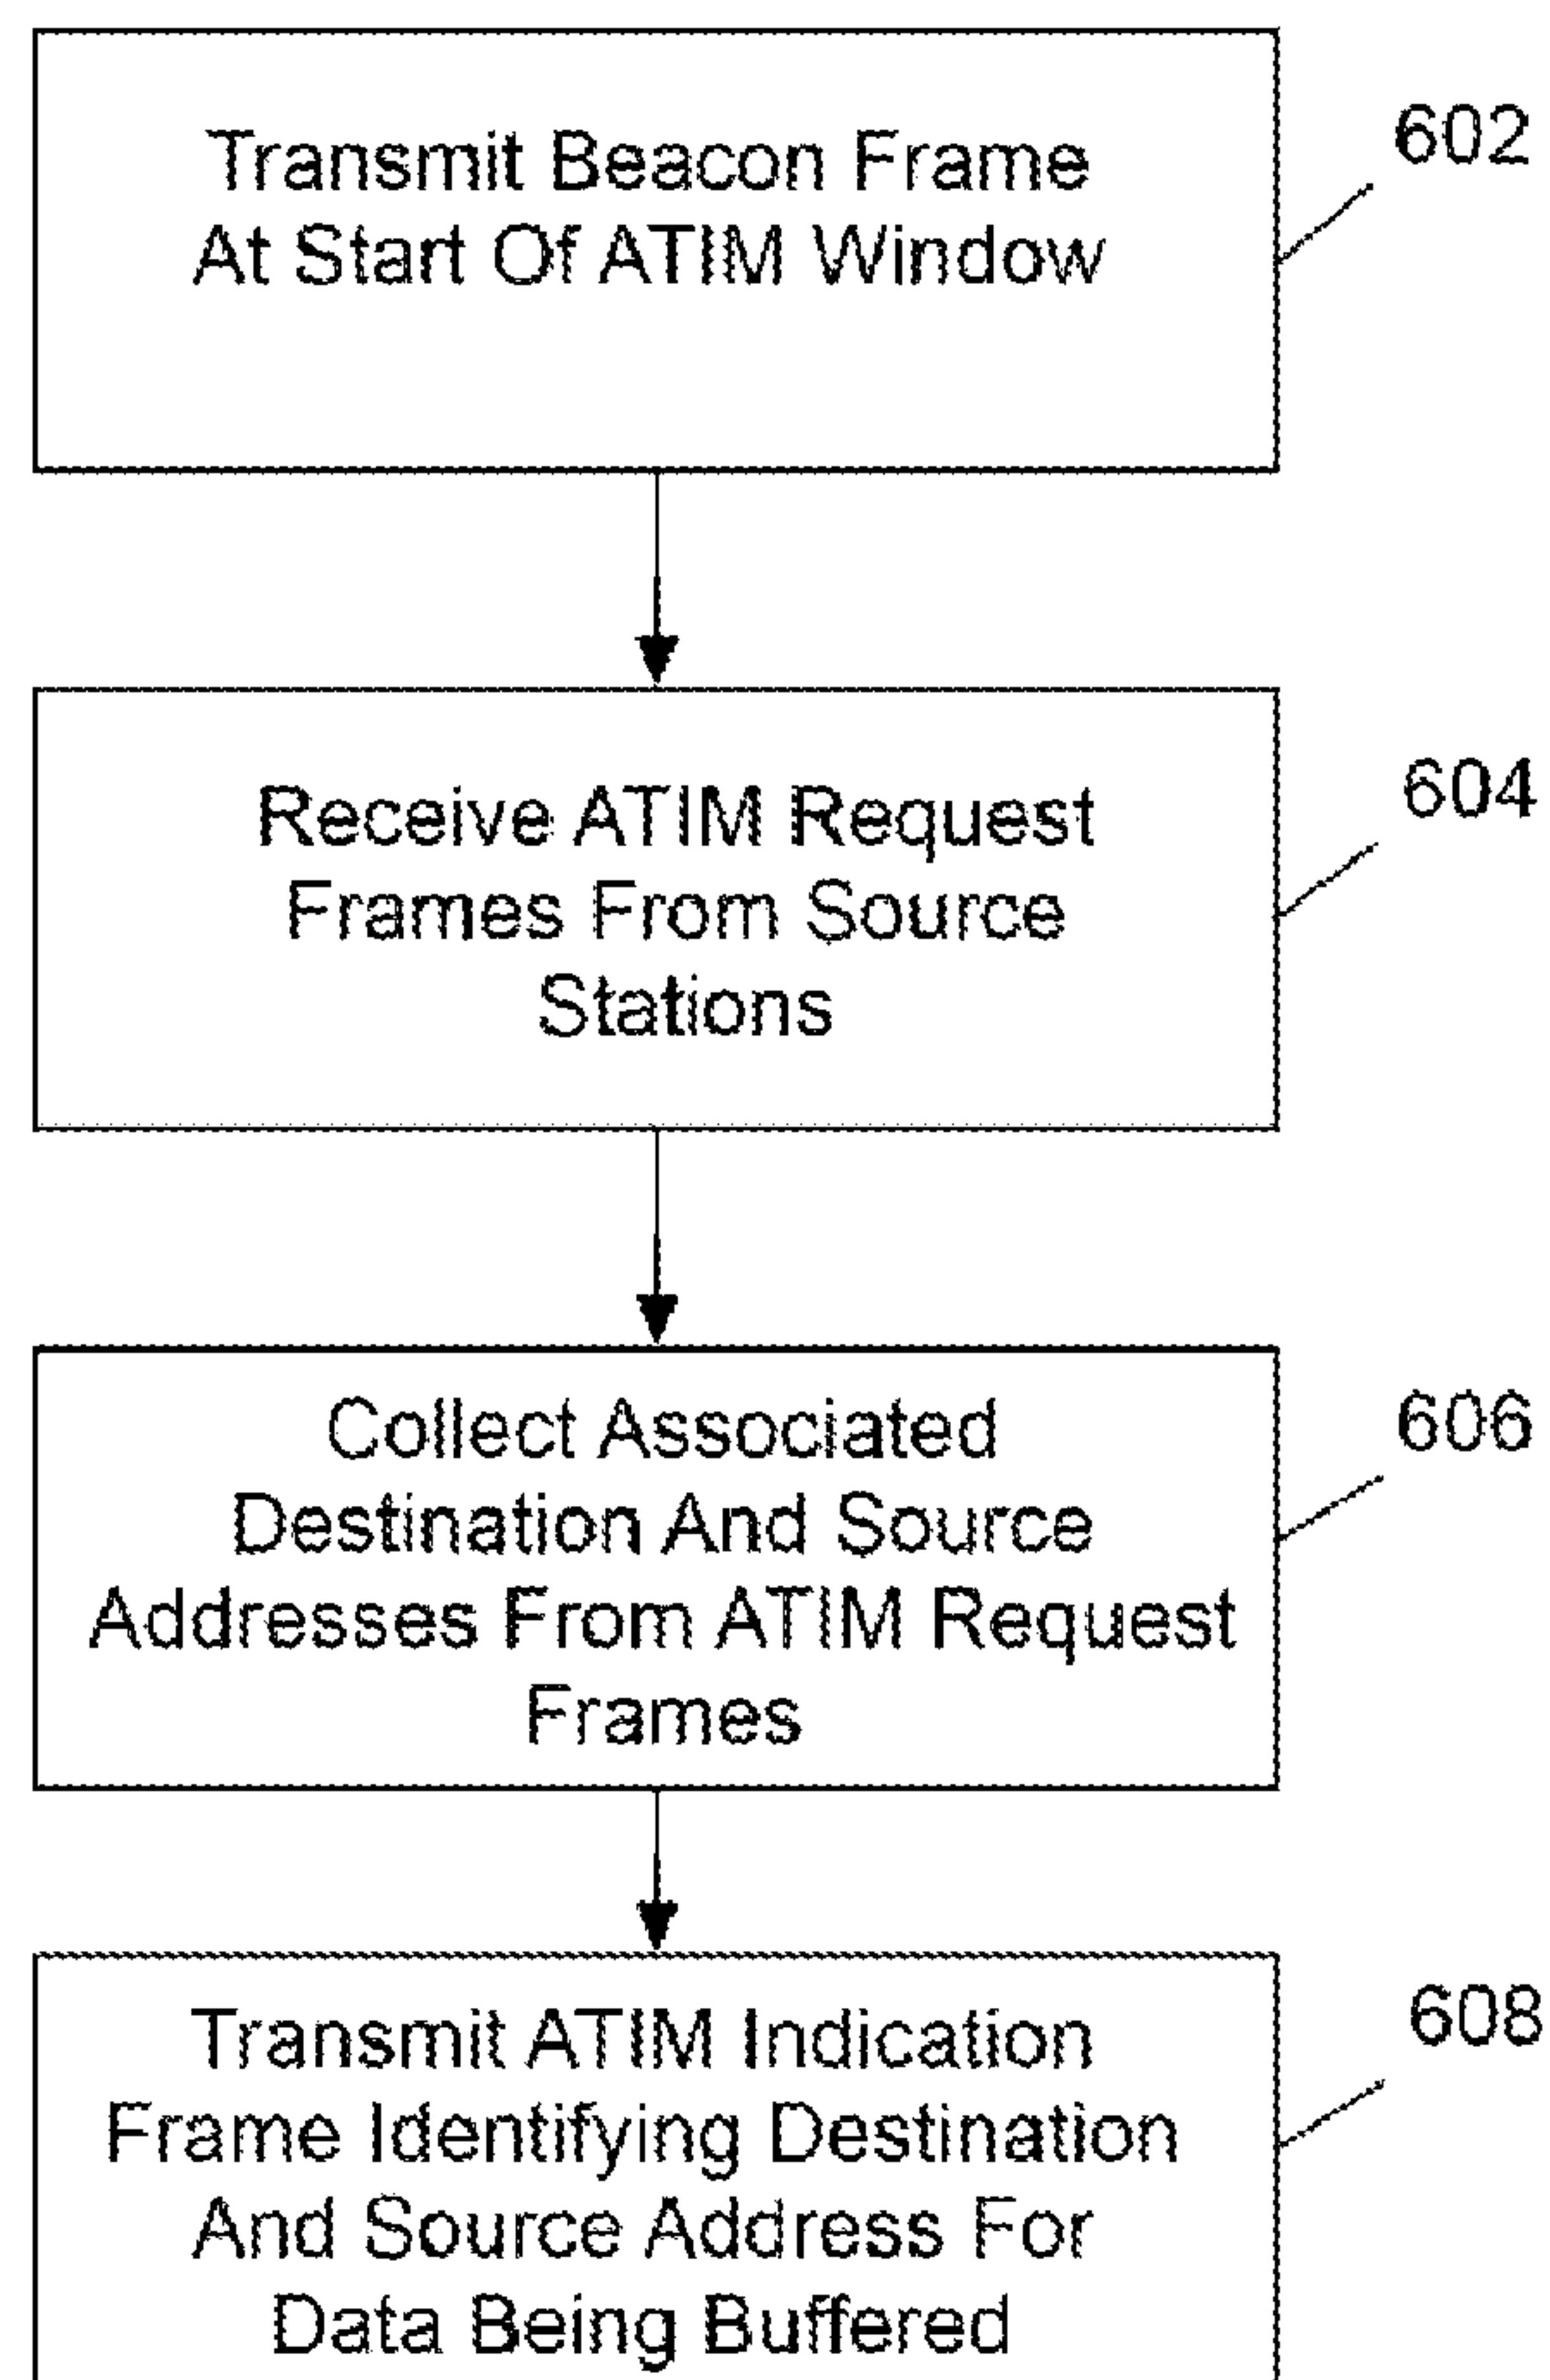 Transmit Beacon Frame
At Start Of ATIM Window
602
Receive ATIM Request
Frames From Source
Stations
604
Collect Associated
Destination And Source
Addresses From ATIM Request
Frames
606
Transmit ATIM Indication
Frame Identifying Destination
And Source Address For
Data Being Buffered
608